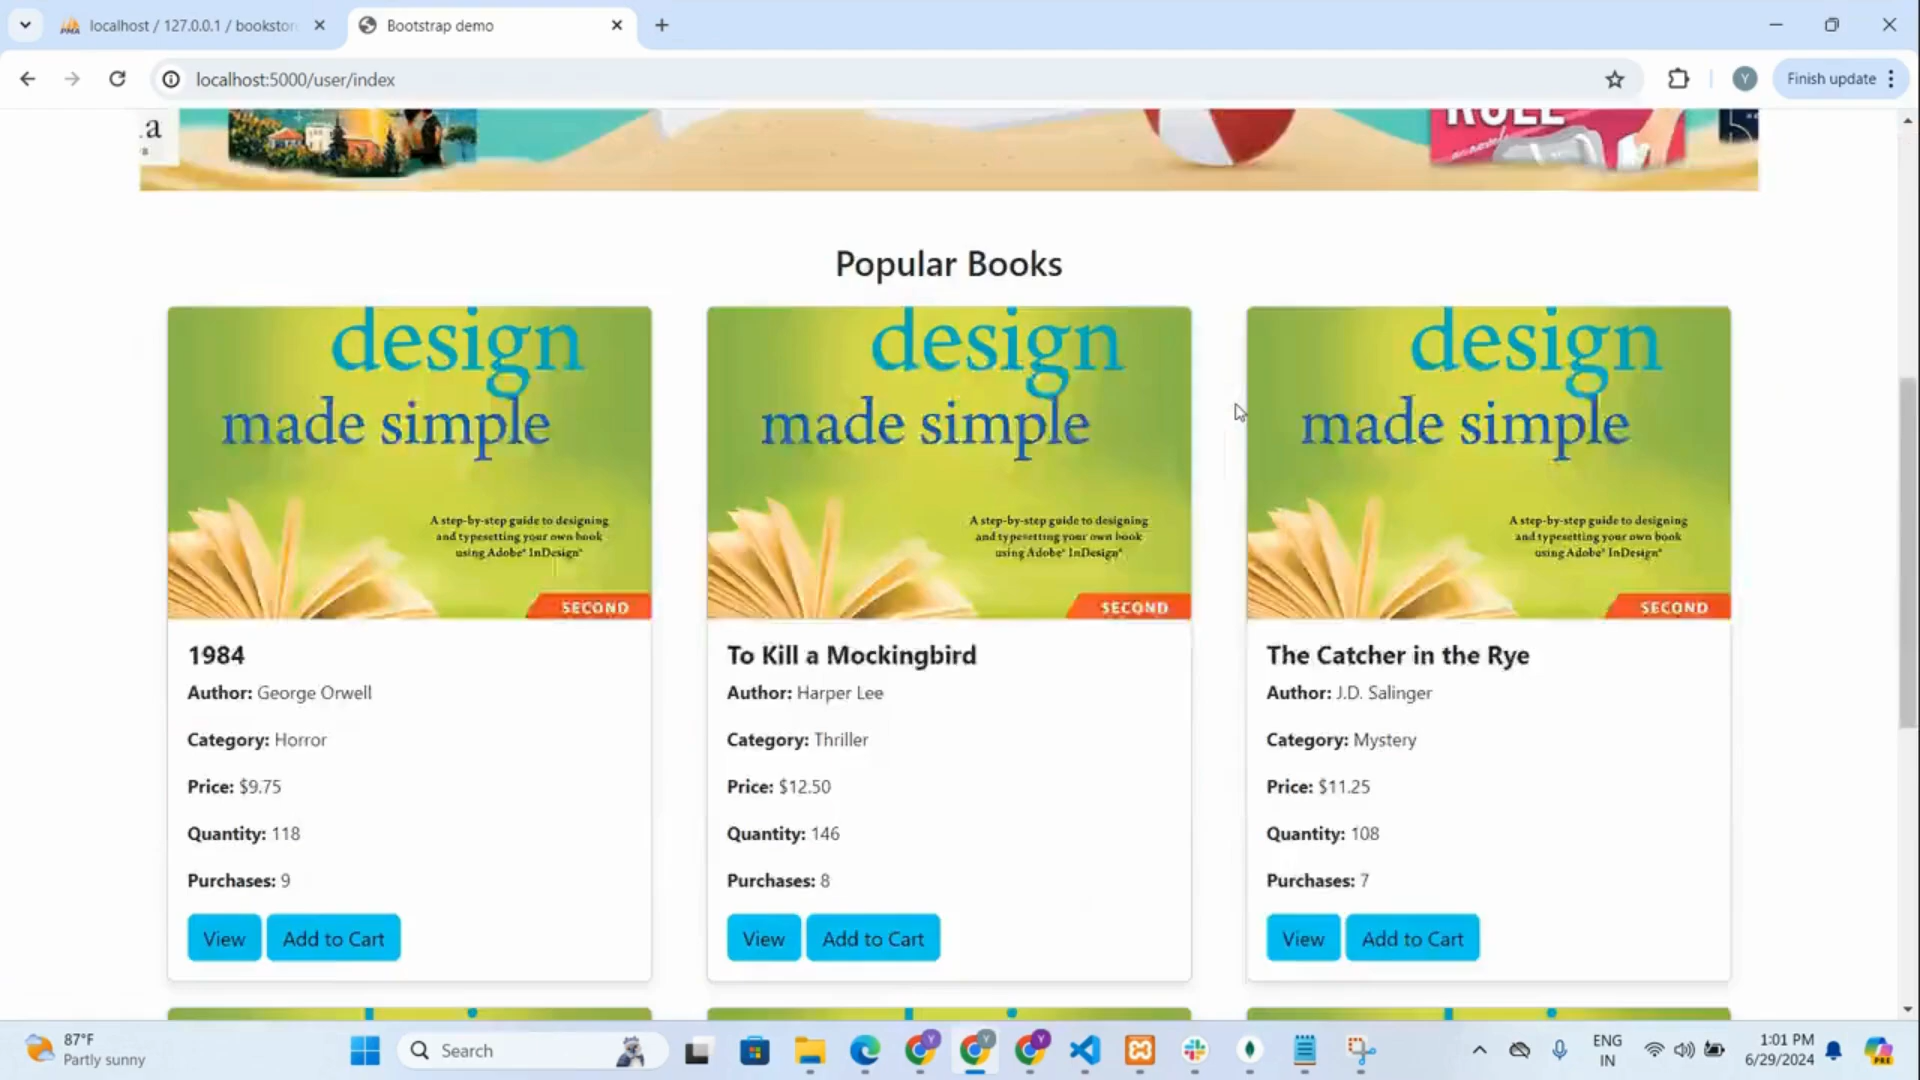 localhost / 127.0.0.1 / bookstor
Bootstrap demo
localhost:5000/user/index
Y
Finish update
.a
Popular Books
design
made simple
A step-by-step guide to designing
and typesetting your own book
using Adobe® InDesign®
SECOND
design
made simple
A step-by-step guide to designing
and typesetting your own book
using Adobe® InDesign®
SECOND
design
made simple
A step-by-step guide to designing
and typesetting your own book
using Adobe® InDesign®
SECOND
1984
Author: George Orwell
Category: Horror
Price: $9.75
Quantity: 118
Purchases: 9
View
Add to Cart
To Kill a Mockingbird
Author: Harper Lee
Category: Thriller
Price: $12.50
Quantity: 146
Purchases: 8
View
Add to Cart
The Catcher in the Rye
Author: J.D. Salinger
Category: Mystery
Price: $11.25
Quantity: 108
Purchases: 7
View
Add to Cart
87°F
Partly sunny
Search
ENG
IN
1:01 PM
6/29/2024